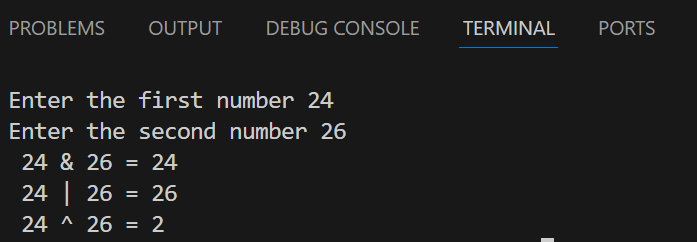 PROBLEMS OUTPUT DEBUG CONSOLE TERMINAL PORTS
Enter the first number 24
Enter the second number 26
24 & 26 = 24
24 | 26 = 26
24 ^ 26 = 2